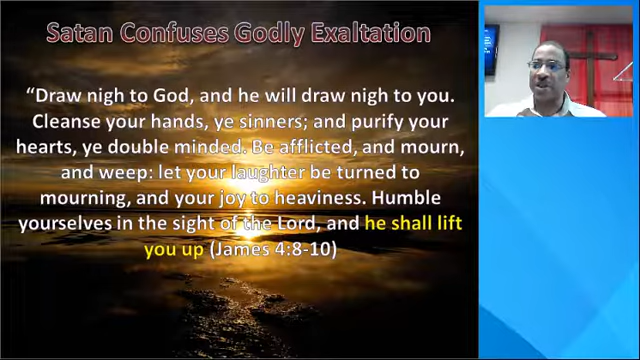 Satan Confuses Godly Exaltation
“Draw nigh to God, and he will draw nigh to you.
Cleanse your hands, ye sinners; and purify your
hearts, ye double minded. Be afflicted, and mourn,
and weep: let your laughter be turned to
mourning, and your joy to heaviness. Humble
yourselves in the sight of the Lord, and he shall lift
you up (James 4:8-10)